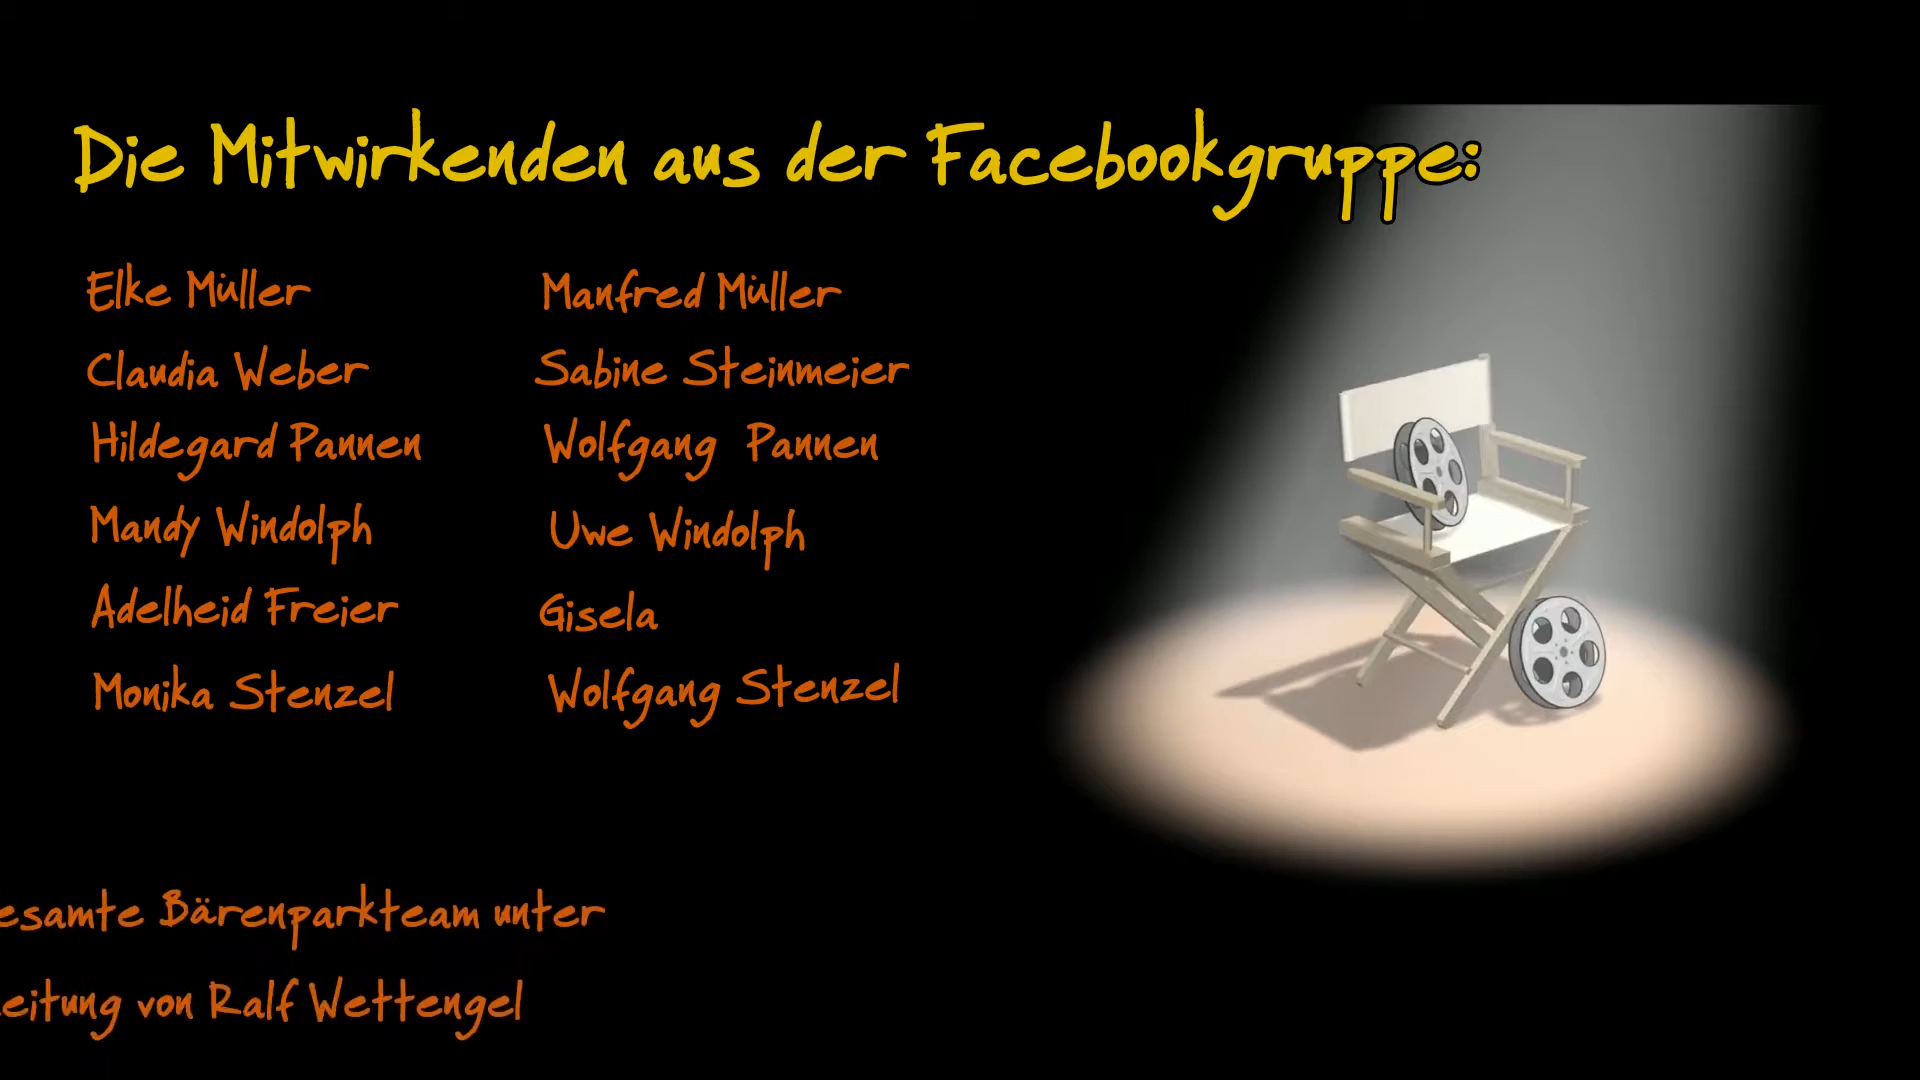 Die Mitwirkenden aus der Facebookgruppe:
Elke Müller
Manfred Müller
Claudia Weber
Sabine Steinmeier
Hildegard Pannen
Wolfgang Pannen
Mandy Windolph
Uwe Windolph
Adelheid Freier
Gisela
Monika Stenzel
Wolfgang Stenzel
esamte Bärenparkteam unter
eitung von Ralf Wettengel